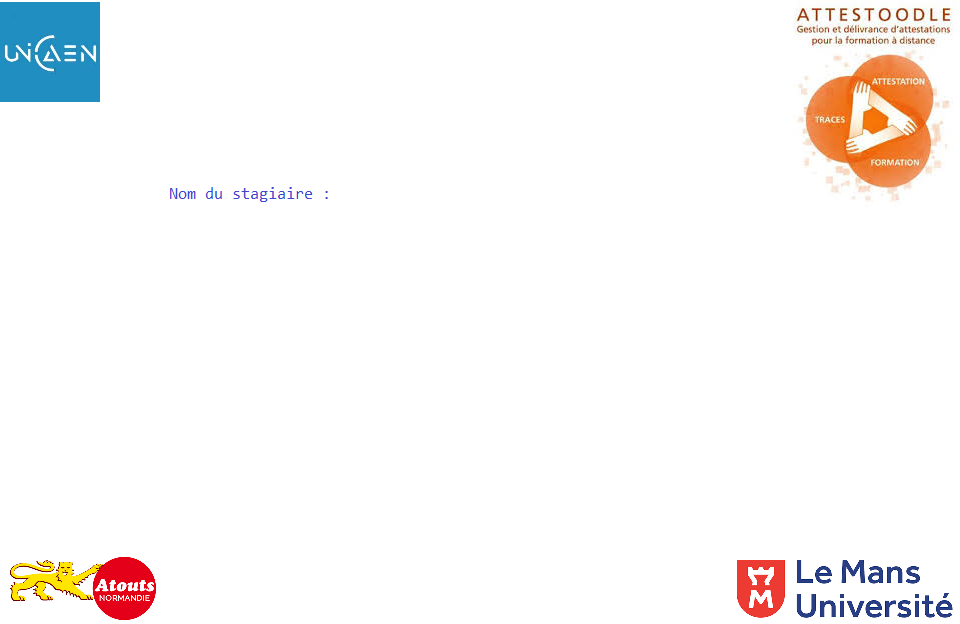 UNICAEN
ATTESTOODLE
Gestion et délivrance d'attestations
pour la formation à distance
ATTESTATION
TRACES
FORMATION
Nom du stagiaire :
Atouts
NORMANDIE
Le Mans
Université